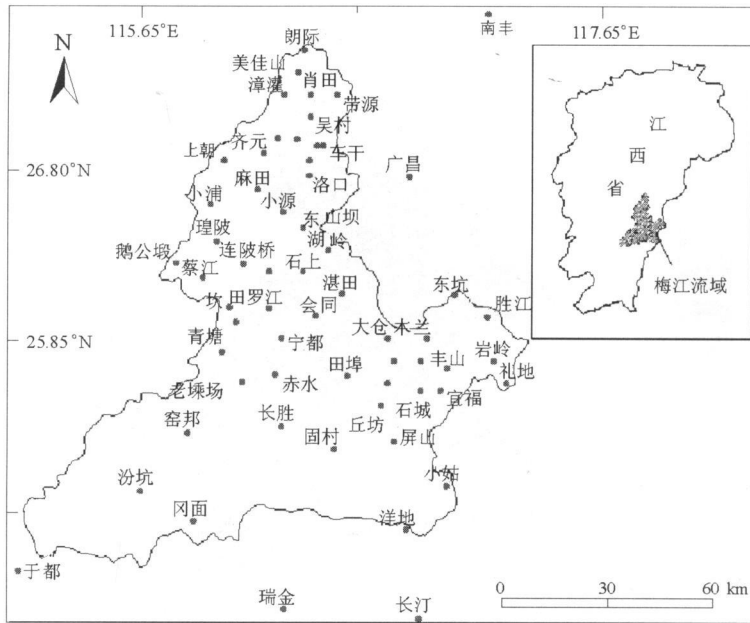 115.65°E
117.65°E
南丰
N
朗际
美佳山
肖田
漳灌
带源
吴村
齐元
车干
上朝
26.80°N
广昌
麻田
洛口
小浦
小源
东山坝
琨陂
湖岭
鹅公塅
连陂桥
蔡江
石上
湛田
东坑
坎田
罗江
会同
胜江
大仓
木兰
25.85°N
青塘
宁都
岩岭
田埠
丰山
礼地
老埬场
赤水
石城
宜福
窑邦
长胜
丘坊
屏山
固村
小姑
汾坑
冈面
洋地
于都
瑞金
长汀
0 30 60 km
江西省
梅江流域